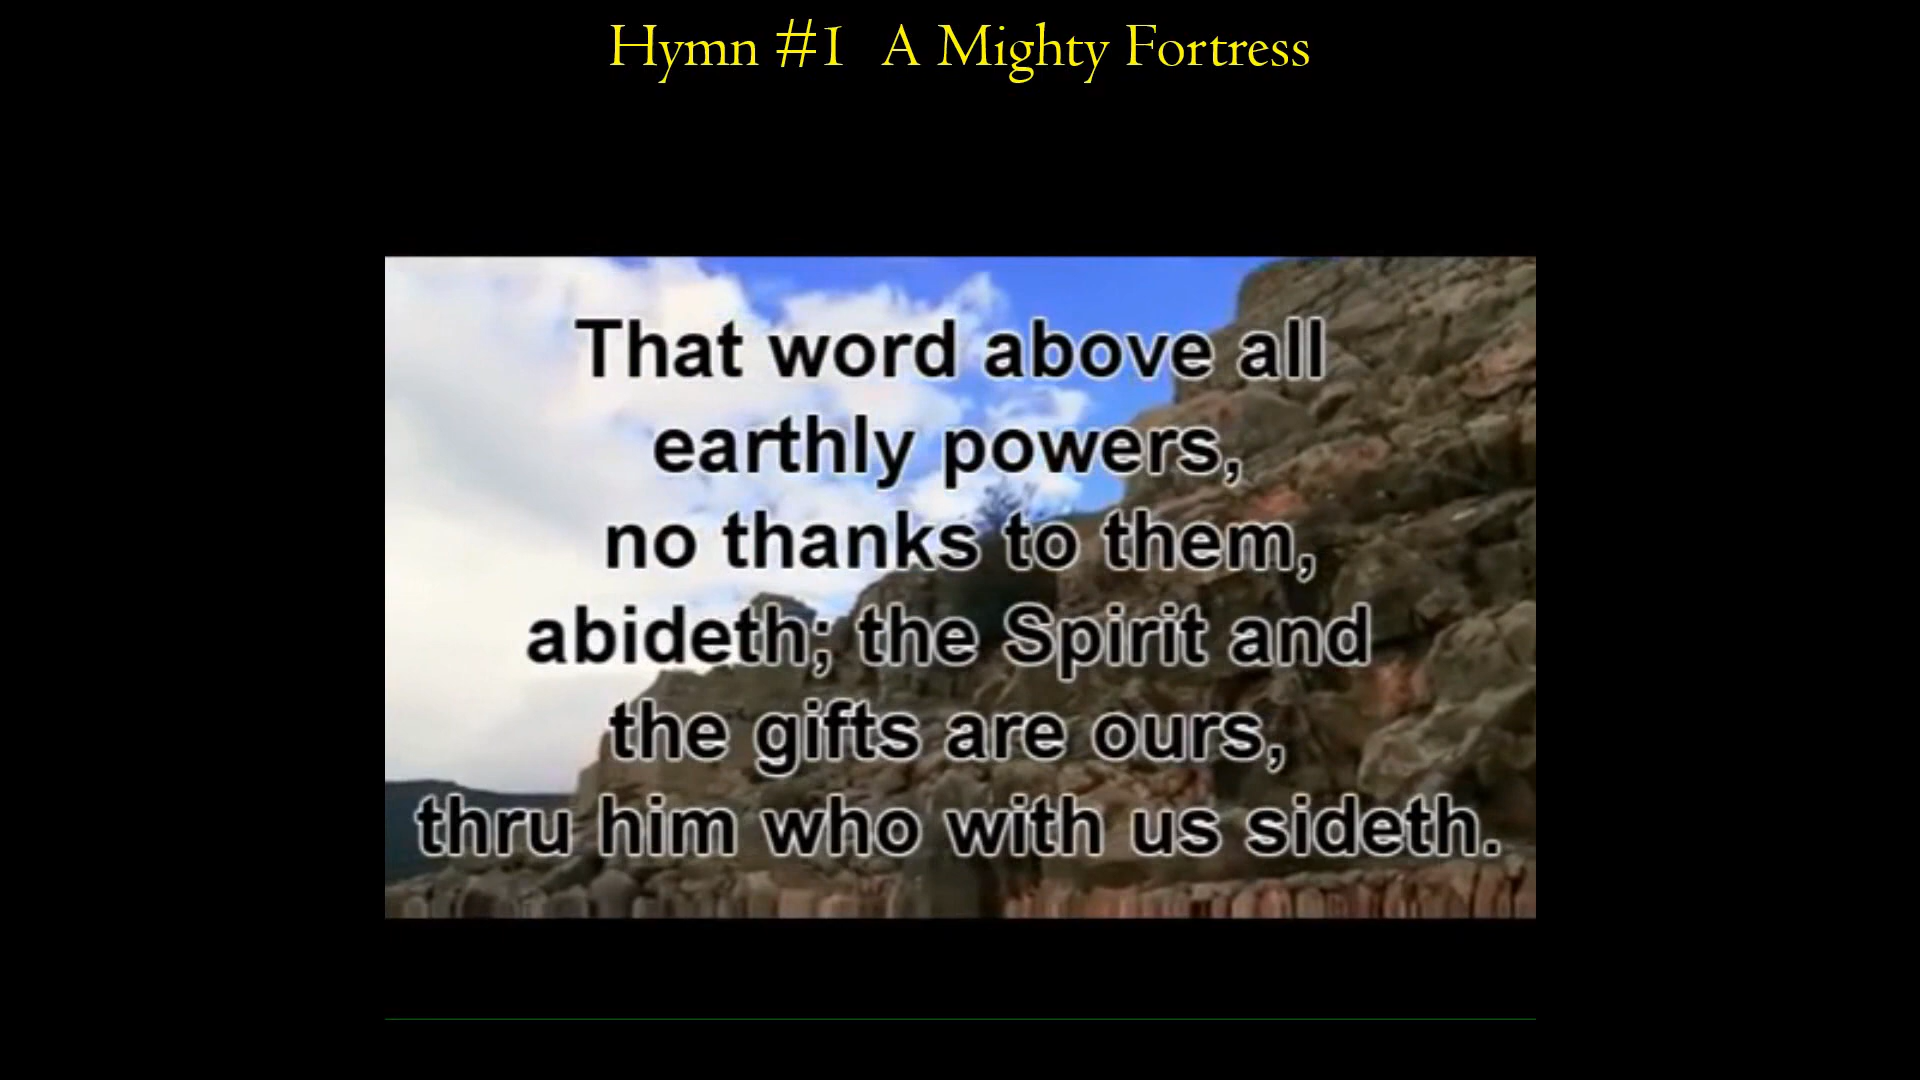 Hymn #1 A Mighty Fortress
That word above all
earthly powers,
no thanks to them,
abideth; the Spirit and
the gifts are ours,
thru him who with us sideth.